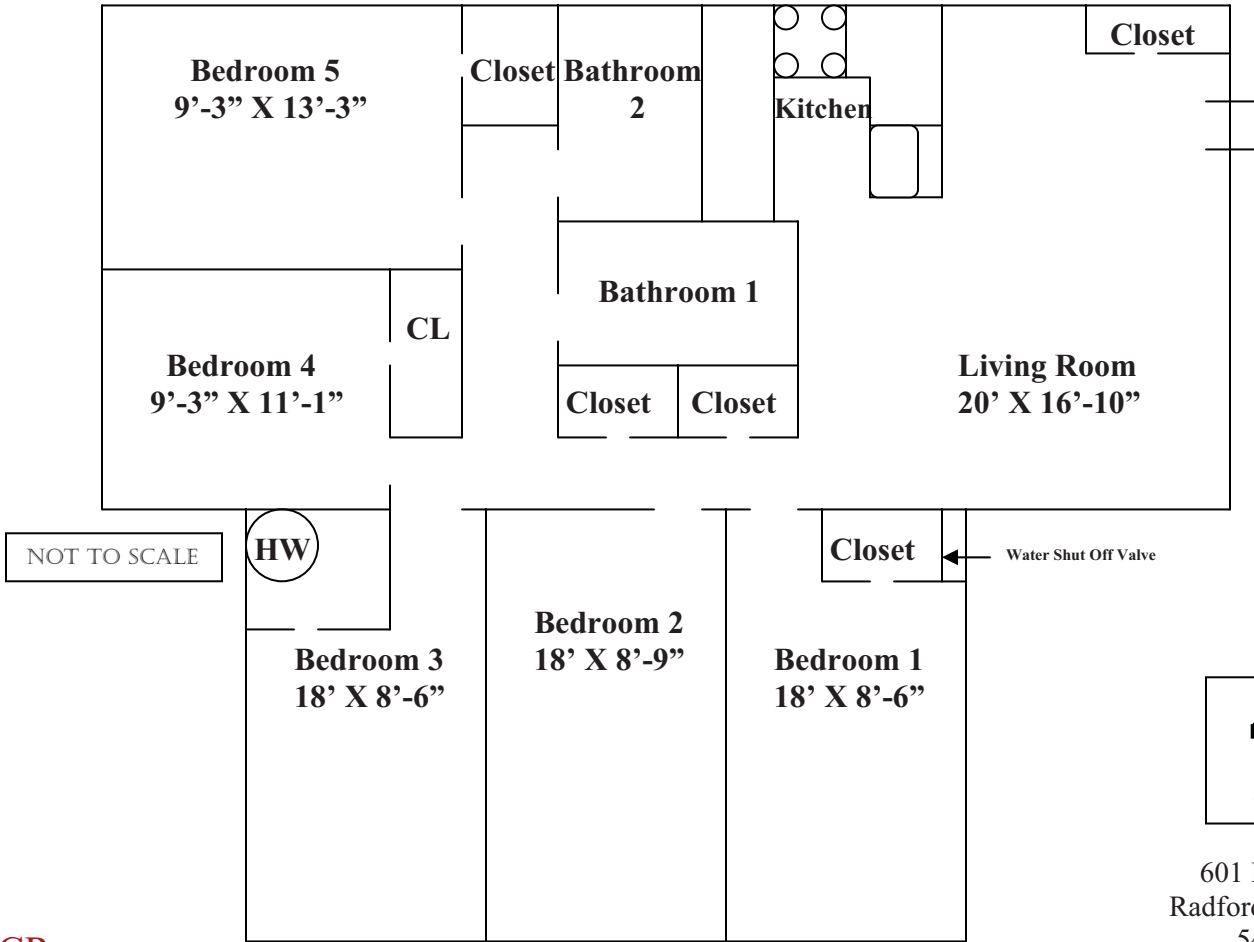 Closet
Bedroom 5
9’-3” X 13’-3”
Closet
Bathroom
2
Kitchen
Bathroom 1
CL
Bedroom 4
9’-3” X 11’-1”
Living Room
20’ X 16’-10”
Closet
Closet
NOT TO SCALE
HW
Closet
Water Shut Off Valve
Bedroom 2
18’ X 8’-9”
Bedroom 3
18’ X 8’-6”
Bedroom 1
18’ X 8’-6”
601
Radford